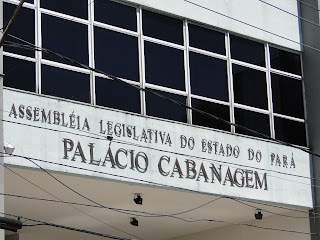 ASSEMBLÉIA LEGISLATIVA DO ESTADO DO PARÁ
PALÁCIO CABANAGEM